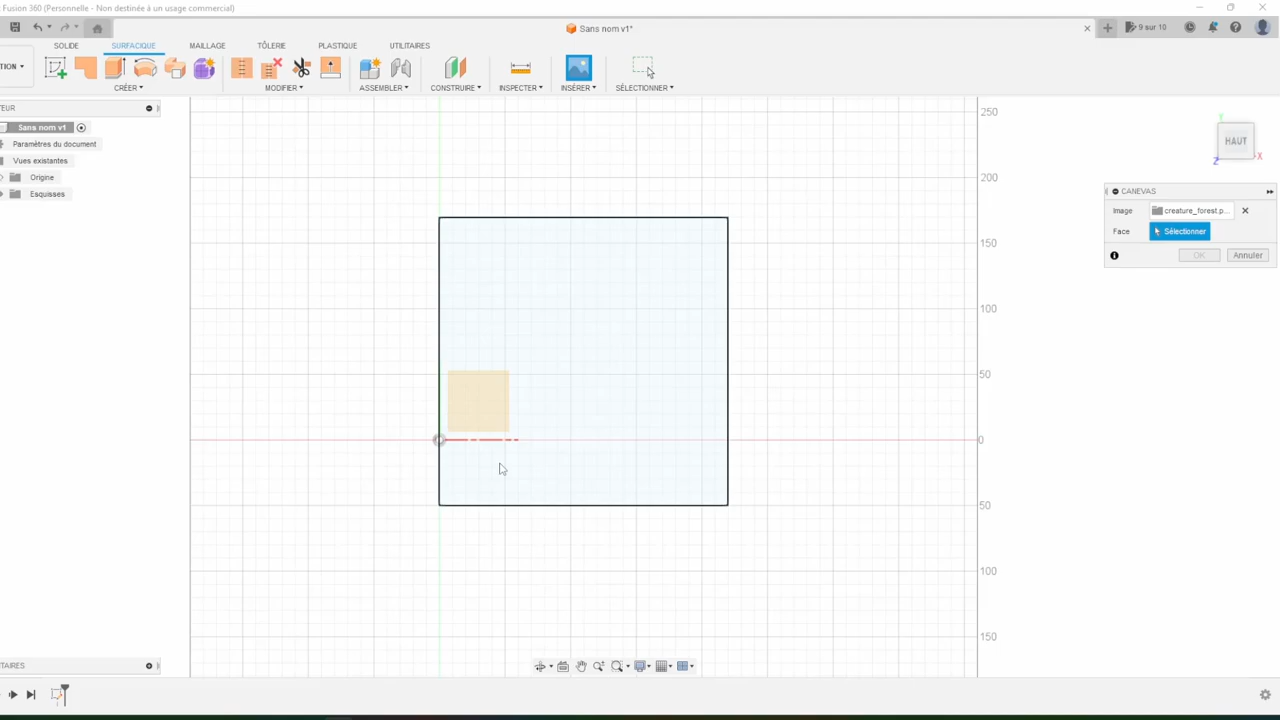 Fusion 360 (Personnelle - Non destinée à un usage commercial)
Sans nom v1*
9 sur 10
SOLIDE SURFACIQUE MAILLAGE TÔLERIE PLASTIQUE UTILITAIRES
TION
CRÉER MODIFIER ASSEMBLER CONSTRUIRE INSPECTER INSÉRER SÉLECTIONNER
TEUR
Sans nom v1
Paramètres du document
Vues existantes
Origine
Esquisses
250
200
150
100
50
0
50
100
150
Y
HAUT
Z
X
CANEVAS
Image creature_forest.p...
Face Sélectionner
OK Annuler
TAIRES